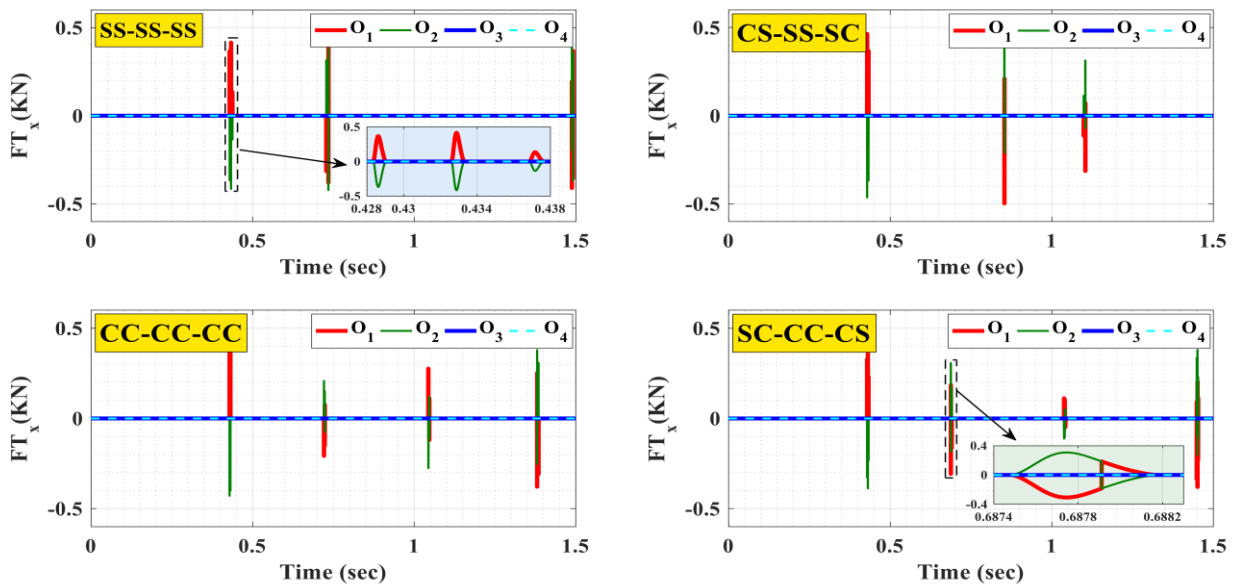 SS-SS-SS
O1 O2 O3 O4
FTx(KN)
0.5
0
-0.5
0.5
0
-0.5
0.428 0.43 0.434 0.438
0 0.5 1 1.5
Time (sec)
CS-SS-SC
O1 O2 O3 O4
FTx(KN)
0.5
0
-0.5
0 0.5 1 1.5
Time (sec)
CC-CC-CC
O1 O2 O3 O4
FTx(KN)
0.5
0
-0.5
0 0.5 1 1.5
Time (sec)
SC-CC-CS
O1 O2 O3 O4
FTx(KN)
0.5
0
-0.5
0.4
0
-0.4
0.6874 0.6878 0.6882
0 0.5 1 1.5
Time (sec)